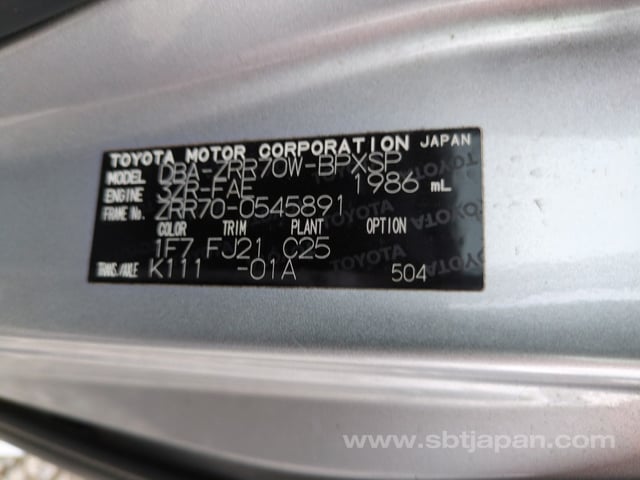 TOYOTA MOTOR CORPORATION JAPAN
MODEL DBA-ZRR70W-BPXSP
ENGINE 3ZR-FAE 1986 mL
FRAME No. ZRR70-0545891
COLOR TRIM PLANT OPTION
1F7 FJ21 C25
TRANS./AXLE K111 -01A 504
www.sbtjapan.com